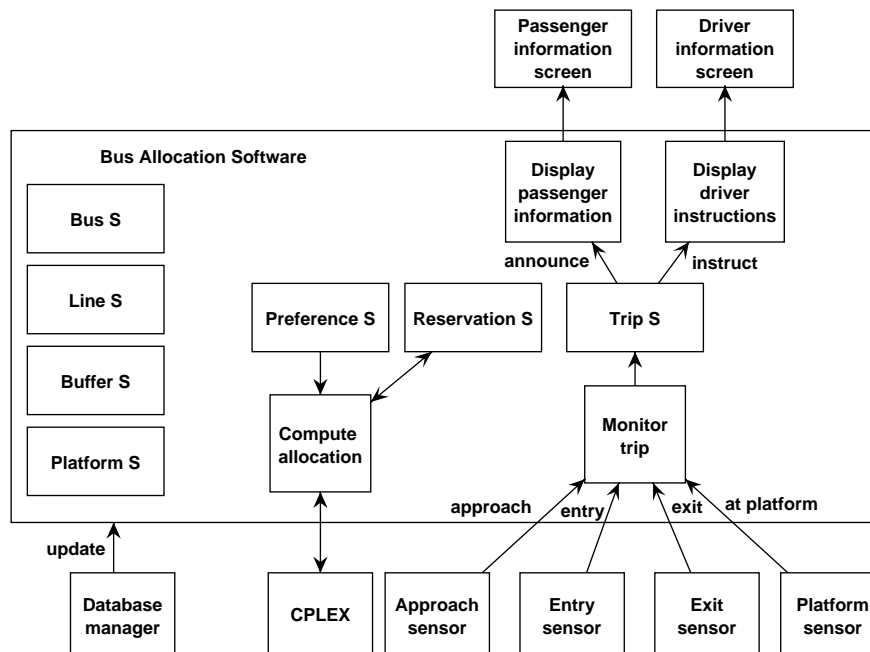 Passenger
information
screen
Driver
information
screen
Bus Allocation Software
Display
passenger
information
Display
driver
instructions
Bus S
announce
instruct
Line S
Preference S
Reservation S
Trip S
Buffer S
Compute
allocation
Monitor
trip
Platform S
approach
entry
exit
at platform
update
Database
manager
CPLEX
Approach
sensor
Entry
sensor
Exit
sensor
Platform
sensor